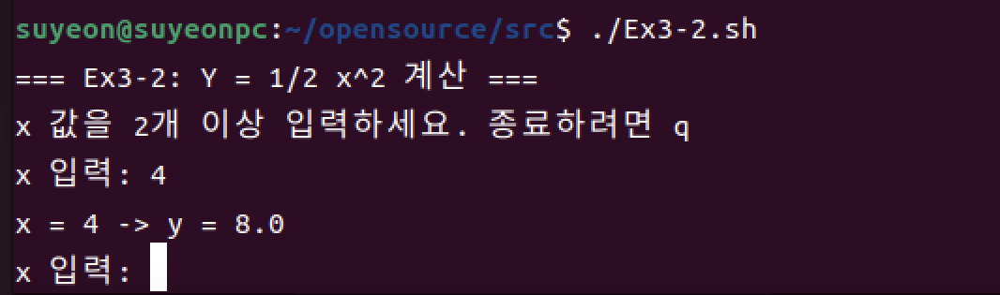 suyeon@suyeonpc:~/opensource/src$ ./Ex3-2.sh
=== Ex3-2: Y = 1/2 x^2 계산 ===
x 값을 2개 이상 입력하세요. 종료하려면 q
x 입력: 4
x = 4 -> y = 8.0
x 입력: